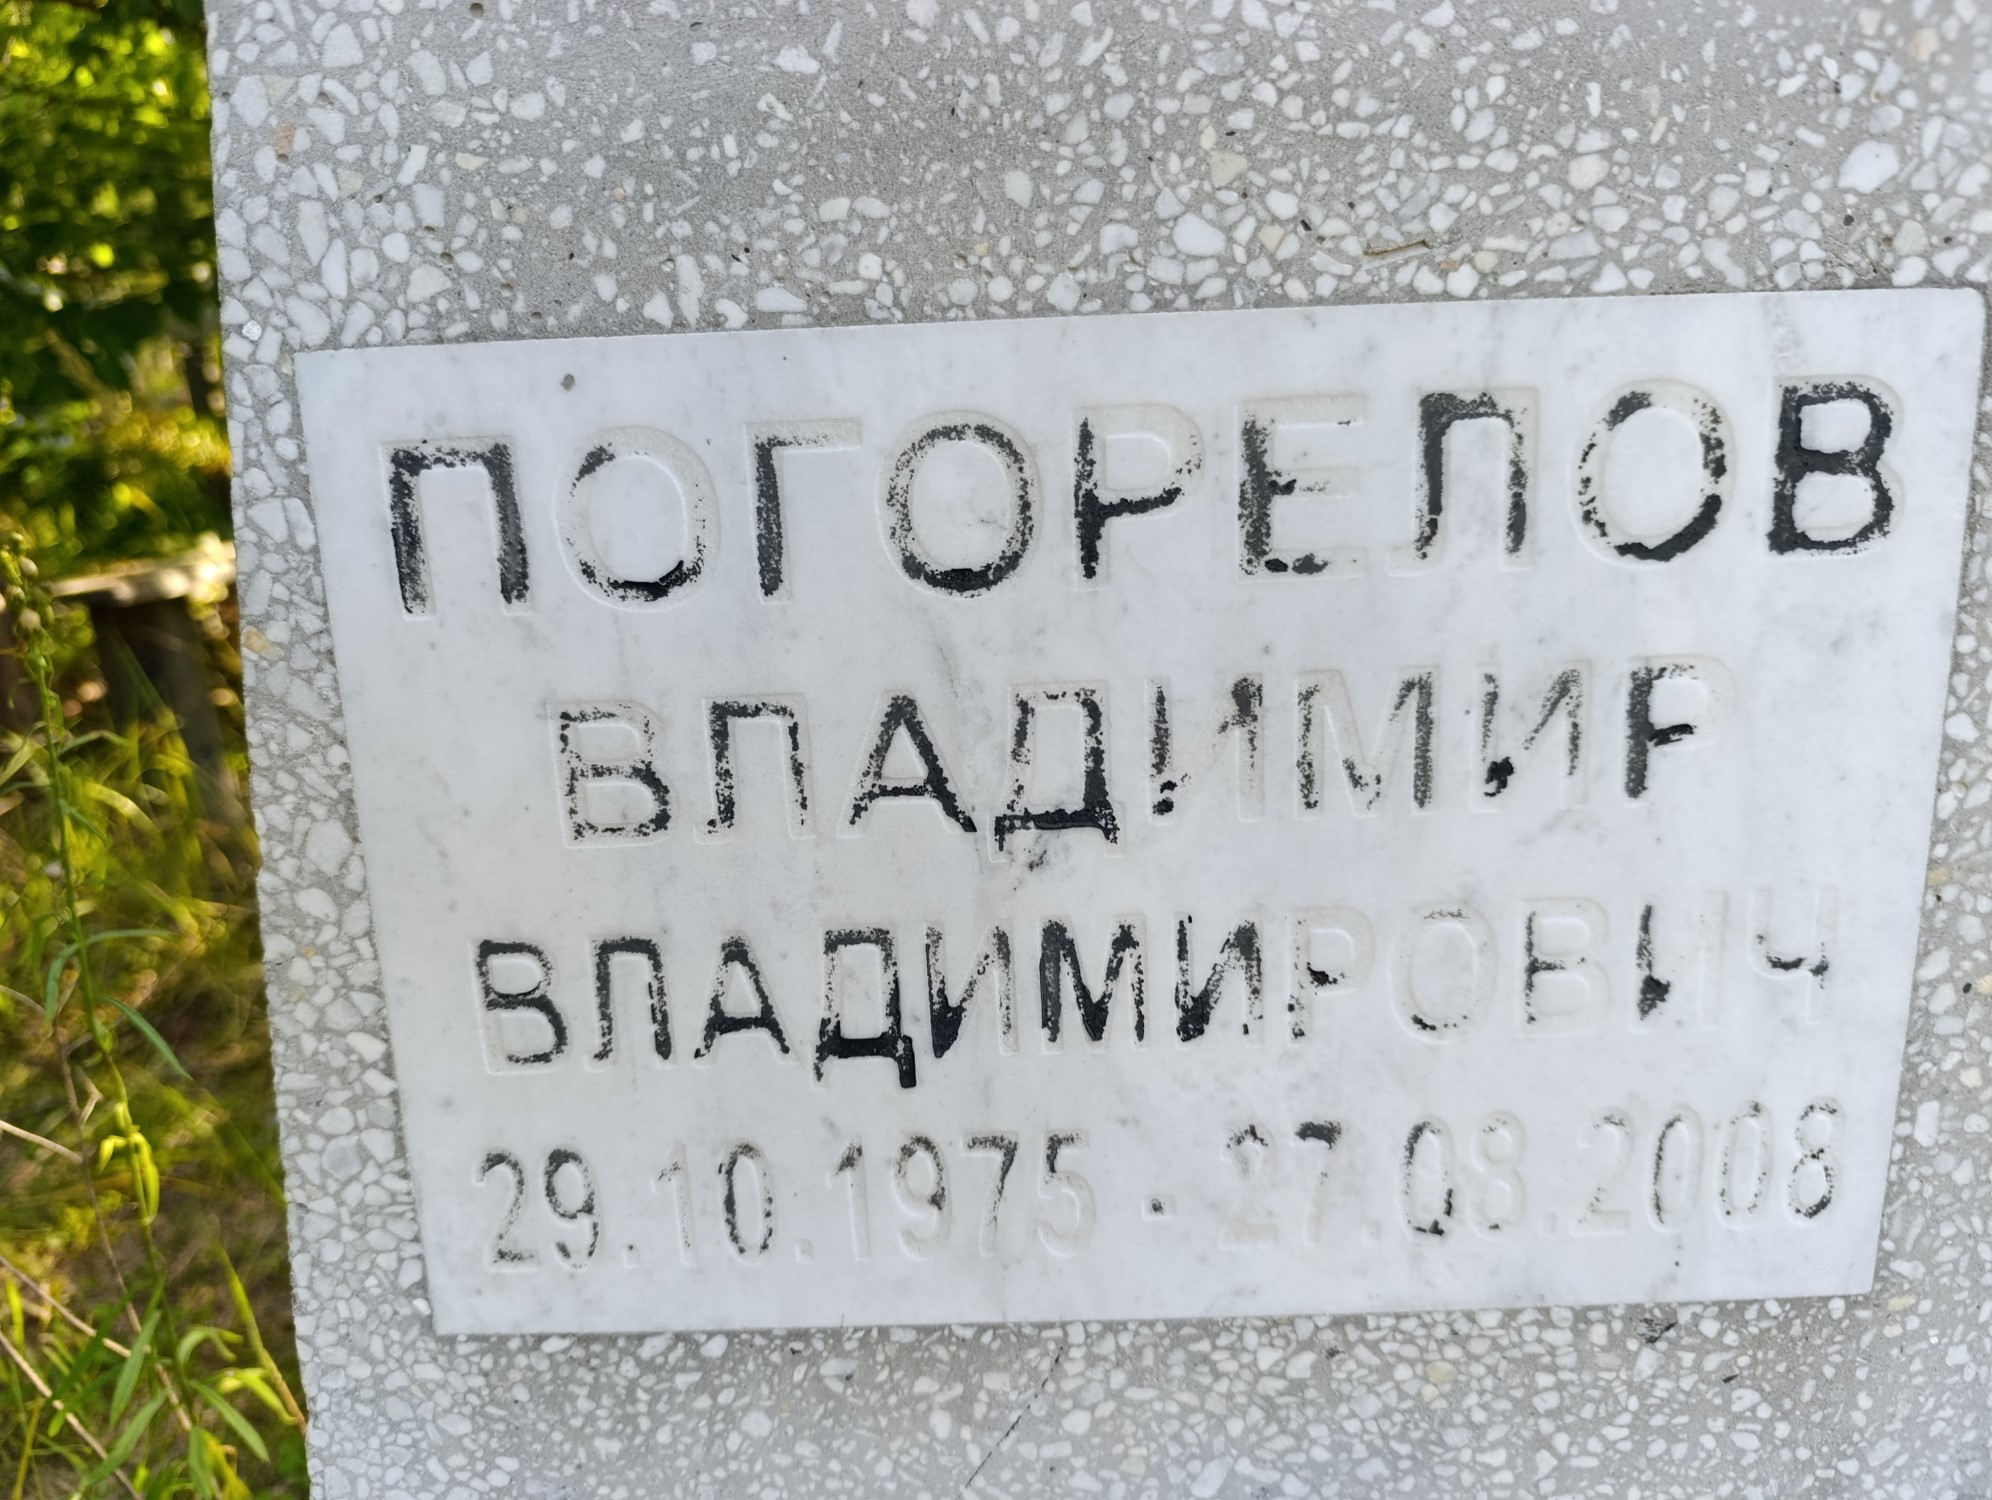 ПОГОРЕЛОВ
ВЛАДИМИР
ВЛАДИМИРОВИЧ
29.10.1975 - 27.08.2008